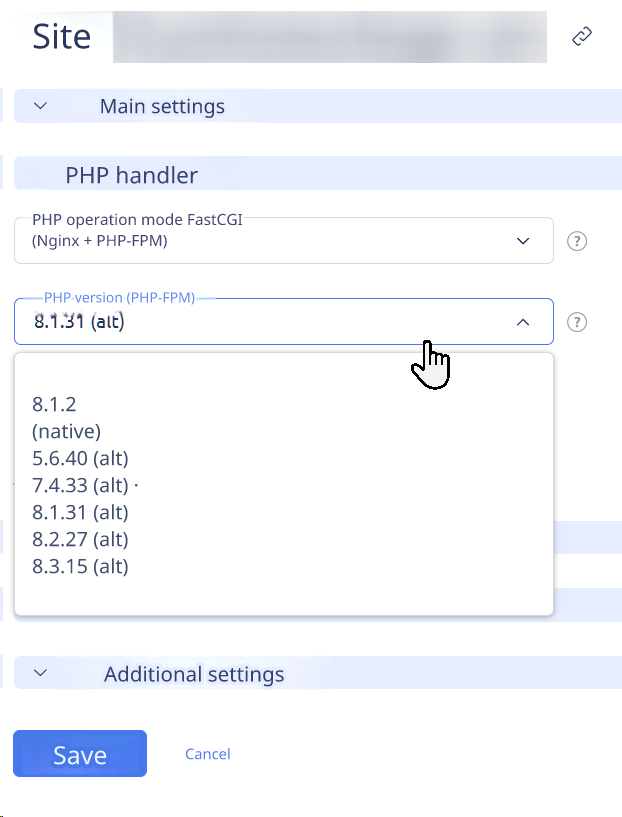 Site
Main settings
PHP handler
PHP operation mode FastCGI
(Nginx + PHP-FPM)
?
PHP version (PHP-FPM)
8.1.31 (alt)
?
8.1.2
(native)
5.6.40 (alt)
7.4.33 (alt) ·
8.1.31 (alt)
8.2.27 (alt)
8.3.15 (alt)
Additional settings
Save
Cancel